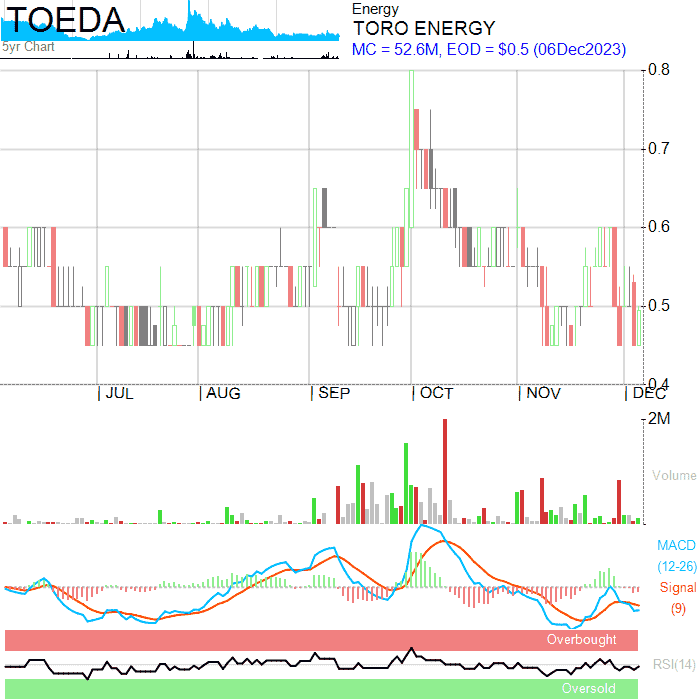 TOEDA
5yr Chart
Energy
TORO ENERGY
MC = 52.6M, EOD = $0.5 (06Dec2023)
0.8
0.7
0.6
0.5
0.4
JUL
AUG
SEP
OCT
NOV
DEC
2M
Volume
MACD
(12-26)
Signal
(9)
Overbought
RSI(14)
Oversold